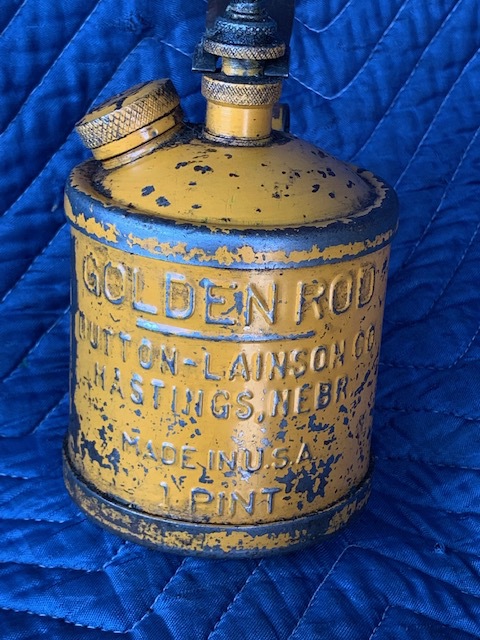 GOLDEN ROD
DUTTON-LAINSON CO
HASTINGS, NEBR.
MADE IN U.S.A.
1 PINT